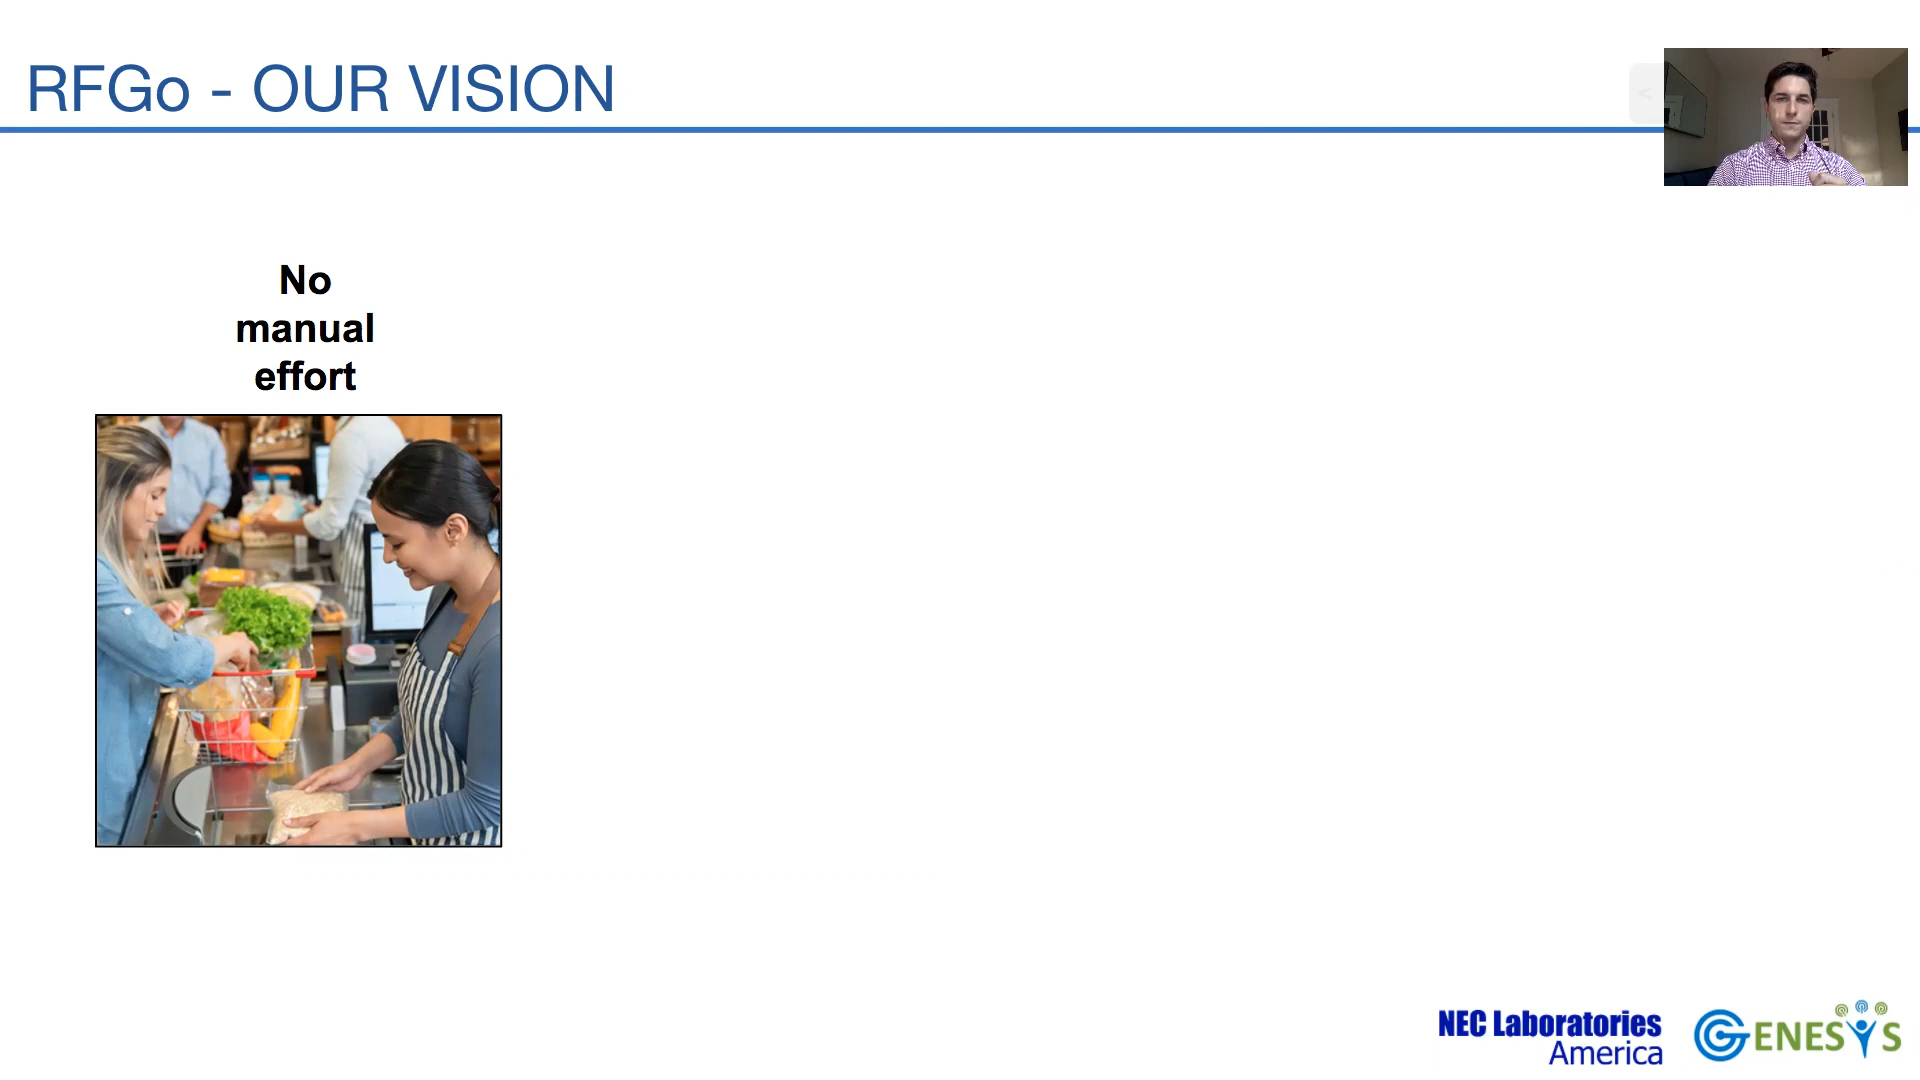 RFGo - OUR VISION
<
No
manual
effort
NEC Laboratories
America
GENESYS